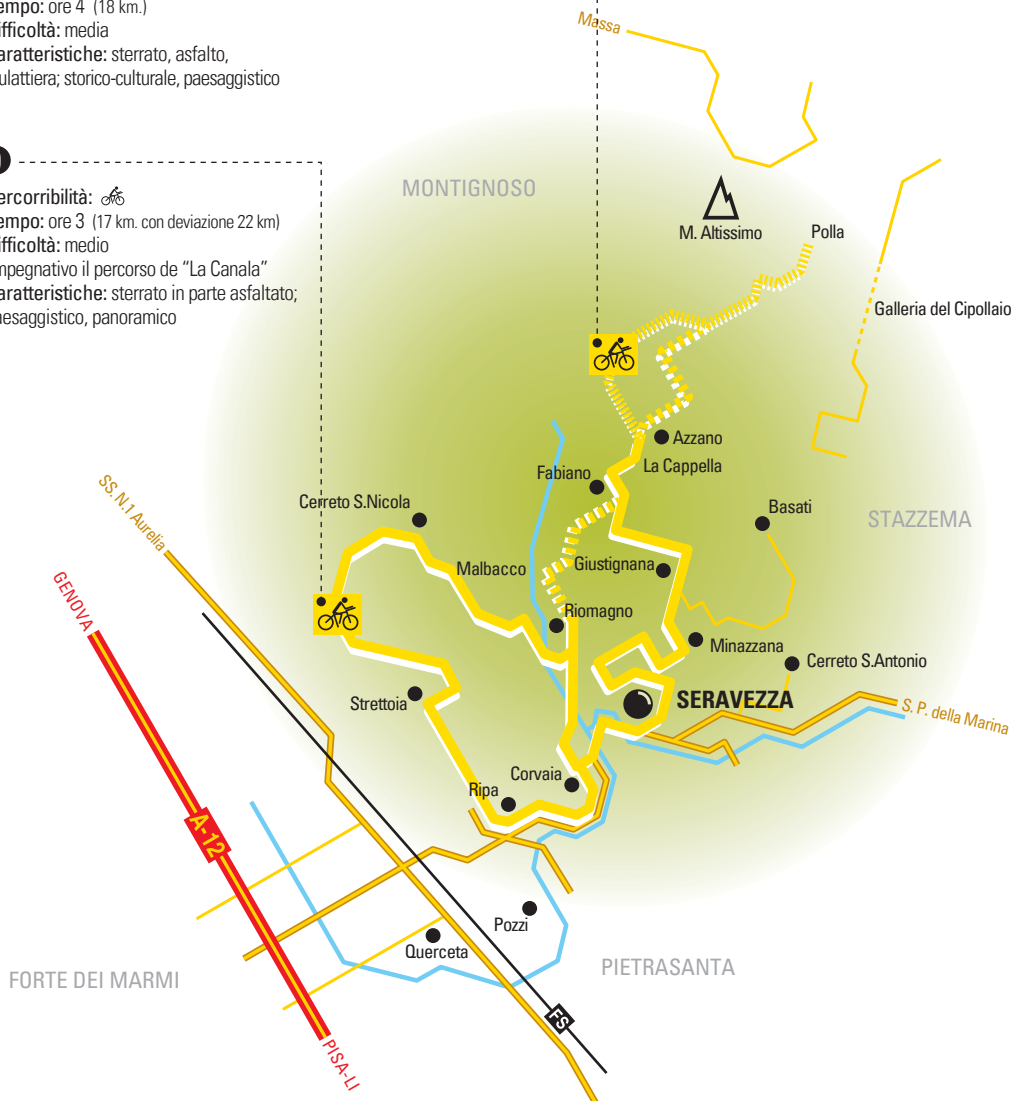 empo: ore 4 (18 km.)
ifficoltà: media
aratteristiche: sterrato, asfalto,
ulattiera; storico-culturale, paesaggistico
ercorribilità:
empo: ore 3 (17 km. con deviazione 22 km)
ifficoltà: medio
mpegnativo il percorso de “La Canala”
aratteristiche: sterrato in parte asfaltato;
aesaggistico, panoramico
Massa
MONTIGNOSO
M. Altissimo
Polla
Galleria del Cipollaio
Azzano
La Cappella
Fabiano
Cerreto S.Nicola
Basati
STAZZEMA
SS. N.1 Aurelia
Malbacco
Giustignana
GENOVA
Riomagno
Minazzana
Cerreto S.Antonio
Strettoia
SERAVEZZA
S. P. della Marina
Corvaia
Ripa
A-12
Pozzi
Querceta
PIETRASANTA
FORTE DEI MARMI
FS
PISA-LI